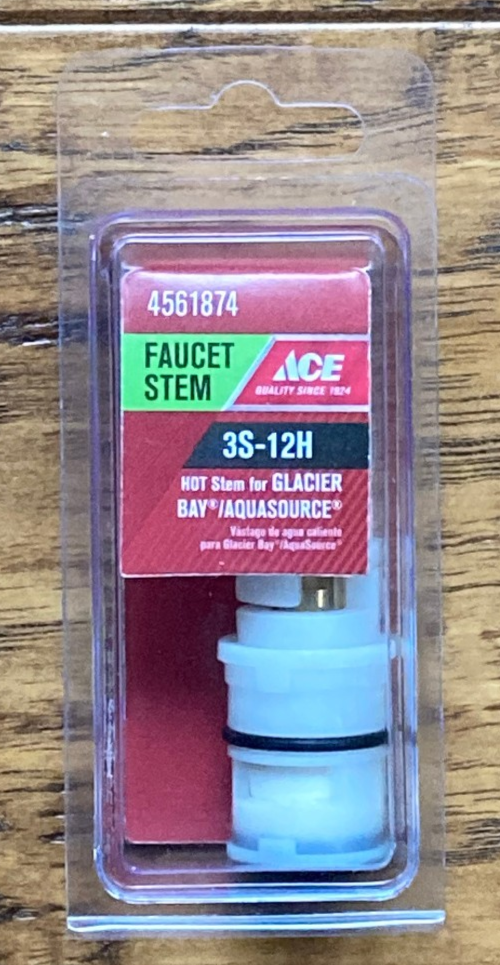 4561874
FAUCET
STEM
ACE
QUALITY SINCE 1924
3S-12H
HOT Stem for GLACIER
BAY®/AQUASOURCE®
Vástago de agua caliente
para Glacier Bay®/AquaSource®